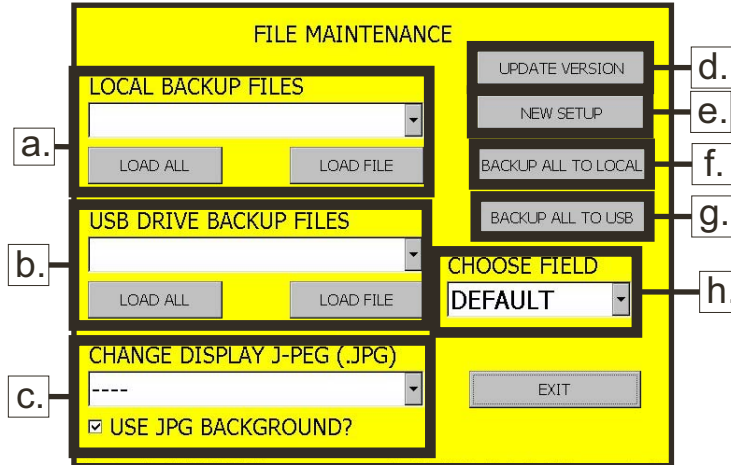 FILE MAINTENANCE
LOCAL BACKUP FILES
LOAD ALL
LOAD FILE
a.
USB DRIVE BACKUP FILES
LOAD ALL
LOAD FILE
b.
CHANGE DISPLAY J-PEG (.JPG)
----
USE JPG BACKGROUND?
c.
UPDATE VERSION
d.
NEW SETUP
e.
BACKUP ALL TO LOCAL
f.
BACKUP ALL TO USB
g.
CHOOSE FIELD
DEFAULT
h.
EXIT